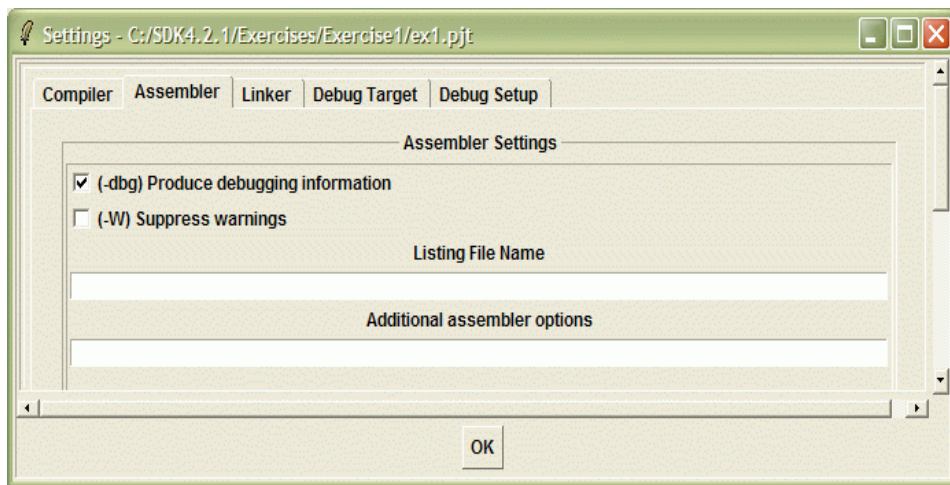 Settings - C:/SDK4.2.1/Exercises/Exercise1/ex1.pjt
Compiler Assembler Linker Debug Target Debug Setup
Assembler Settings
(-dbg) Produce debugging information
(-W) Suppress warnings
Listing File Name
Additional assembler options
OK